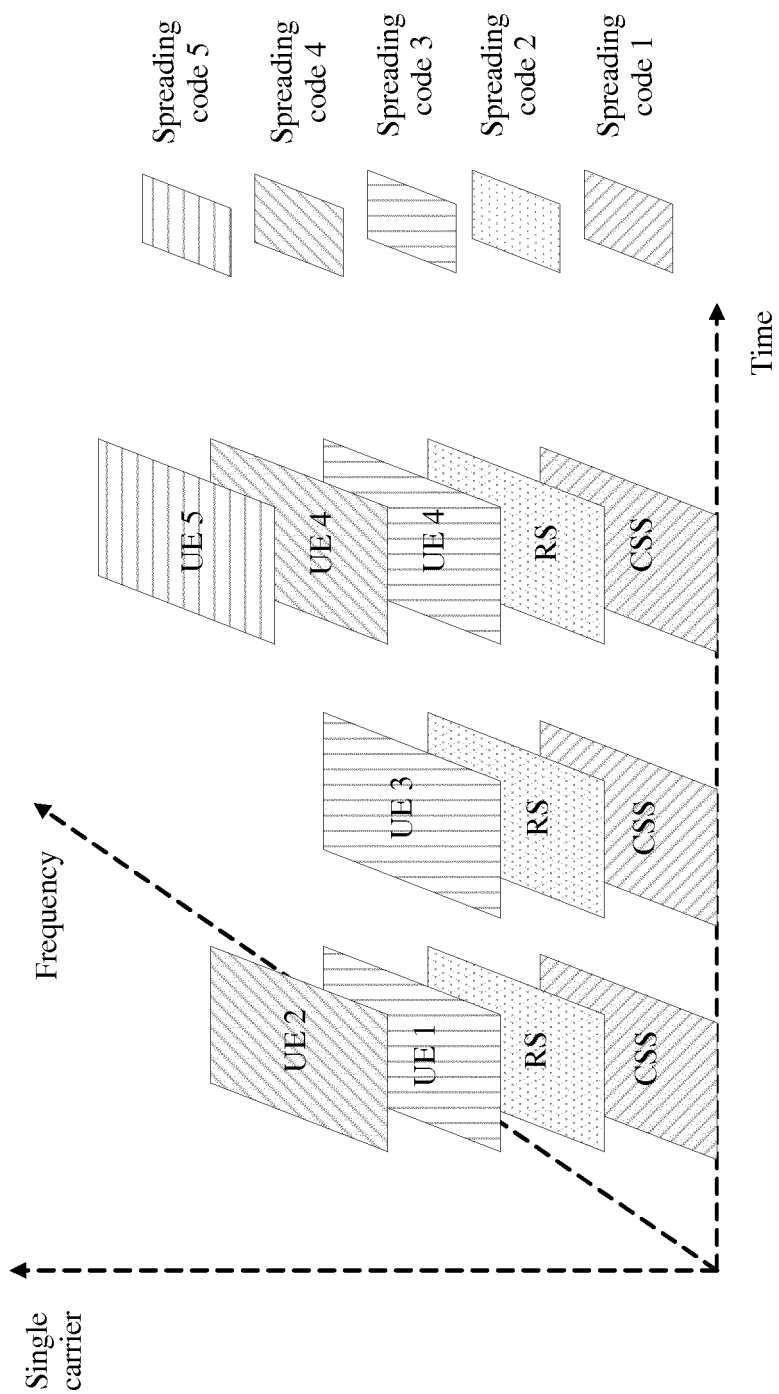 Single
carrier
Frequency
UE 2
UE 1
RS
CSS
UE 3
RS
CSS
UE 5
UE 4
UE 4
RS
CSS
Time
Spreading
code 5
Spreading
code 4
Spreading
code 3
Spreading
code 2
Spreading
code 1